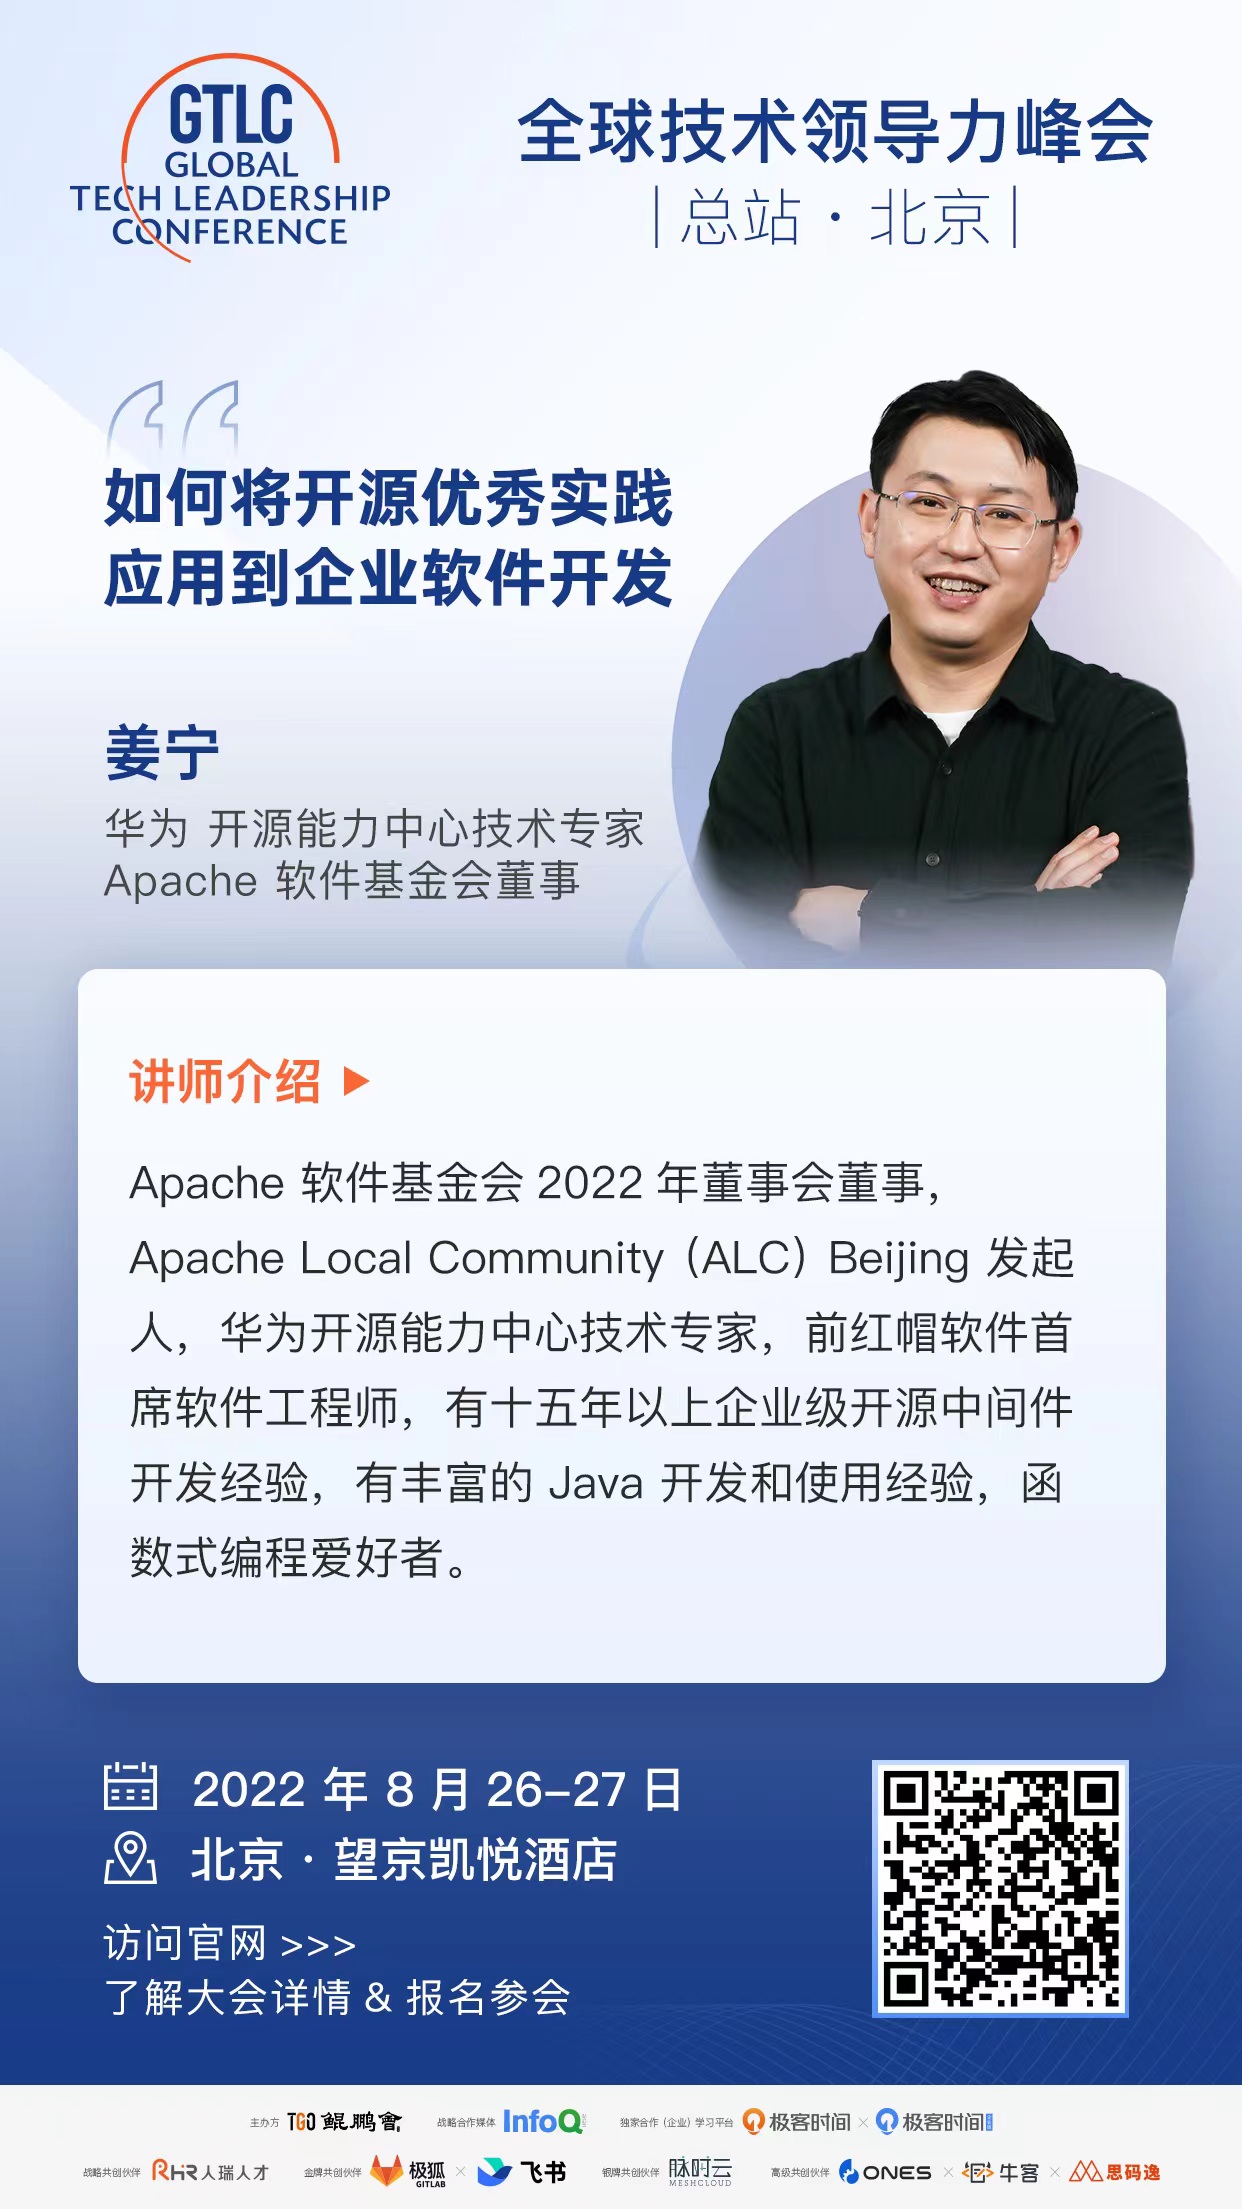 GTLC
GLOBAL
TECH LEADERSHIP
CONFERENCE
全球技术领导力峰会
|总站·北京|
如何将开源优秀实践
应用到企业软件开发
姜宁
华为 开源能力中心技术专家
Apache 软件基金会董事
讲师介绍
Apache 软件基金会 2022 年董事会董事,
Apache Local Community (ALC) Beijing 发起
人，华为开源能力中心技术专家，前红帽软件首
席软件工程师，有十五年以上企业级开源中间件
开发经验，有丰富的 Java 开发和使用经验，函
数式编程爱好者。
2022 年 8 月 26-27 日
北京·望京凯悦酒店
访问官网 >>>
了解大会详情 & 报名参会
主办方 TGO 鲲鹏會 战略合作媒体 InfoQ 独家合作 (企业) 学习平台 极客时间 × 极客时间
战略共创伙伴 RHR 人瑞人才 金牌共创伙伴 极狐 GITLAB × 飞书 银牌共创伙伴 脉时云 MESHCLOUD 高级共创伙伴 ONES × 牛客 × 思码逸